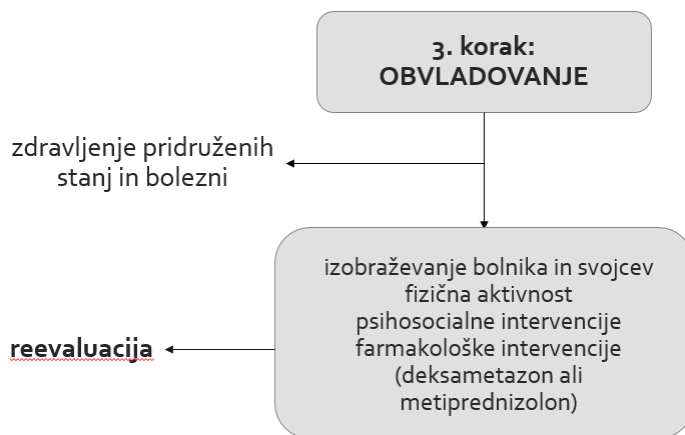 3. korak:
OBVLADOVANJE
zdravljenje pridruženih
stanj in bolezni
izobraževanje bolnika in svojcev
fizična aktivnost
psihosocialne intervencije
farmakološke intervencije
(deksametazon ali
metiprednizolon)
reevaluacija